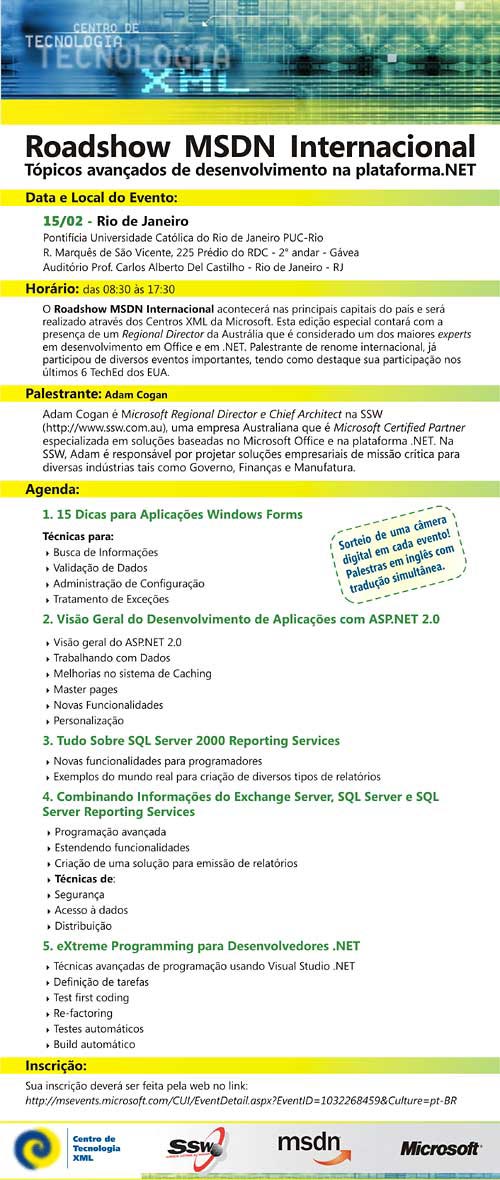 CENTRO DE
TECNOLOGIA
TECNOLOGIA
XML
Roadshow MSDN Internacional
Tópicos avançados de desenvolvimento na plataforma.NET
Data e Local do Evento:
15/02 - Rio de Janeiro
Pontifícia Universidade Católica do Rio de Janeiro PUC-Rio
R. Marquês de São Vicente, 225 Prédio do RDC - 2° andar - Gávea
Auditório Prof. Carlos Alberto Del Castilho - Rio de Janeiro - RJ
Horário: das 08:30 às 17:30
O Roadshow MSDN Internacional acontecerá nas principais capitais do país e será
realizado através dos Centros XML da Microsoft. Esta edição especial contará com a
presença de um Regional Director da Austrália que é considerado um dos maiores experts
em desenvolvimento em Office e em .NET. Palestrante de renome internacional, já
participou de diversos eventos importantes, tendo como destaque sua participação nos
últimos 6 TechEd dos EUA.
Palestrante: Adam Cogan
Adam Cogan é Microsoft Regional Director e Chief Architect na SSW
(http://www.ssw.com.au), uma empresa Australiana que é Microsoft Certified Partner
especializada em soluções baseadas no Microsoft Office e na plataforma .NET. Na
SSW, Adam é responsável por projetar soluções empresariais de missão crítica para
diversas indústrias tais como Governo, Finanças e Manufatura.
Agenda:
1. 15 Dicas para Aplicações Windows Forms
Técnicas para:
Busca de Informações
Validação de Dados
Administração de Configuração
Tratamento de Exceções
Sorteio de uma câmera
digital em cada evento!
Palestras em inglês com
tradução simultânea.
2. Visão Geral do Desenvolvimento de Aplicações com ASP.NET 2.0
Visão geral do ASP.NET 2.0
Trabalhando com Dados
Melhorias no sistema de Caching
Master pages
Novas Funcionalidades
Personalização
3. Tudo Sobre SQL Server 2000 Reporting Services
Novas funcionalidades para programadores
Exemplos do mundo real para criação de diversos tipos de relatórios
4. Combinando Informações do Exchange Server, SQL Server e SQL
Server Reporting Services
Programação avançada
Estendendo funcionalidades
Criação de uma solução para emissão de relatórios
Técnicas de:
Segurança
Acesso à dados
Distribuição
5. eXtreme Programming para Desenvolvedores .NET
Técnicas avançadas de programação usando Visual Studio .NET
Definição de tarefas
Test first coding
Re-factoring
Testes automáticos
Build automático
Inscrição:
Sua inscrição deverá ser feita pela web no link:
http://msevents.microsoft.com/CUI/EventDetail.aspx?EventID=1032268459&Culture=pt-BR
Centro de
Tecnologia
XML
SSW
msdn
Microsoft